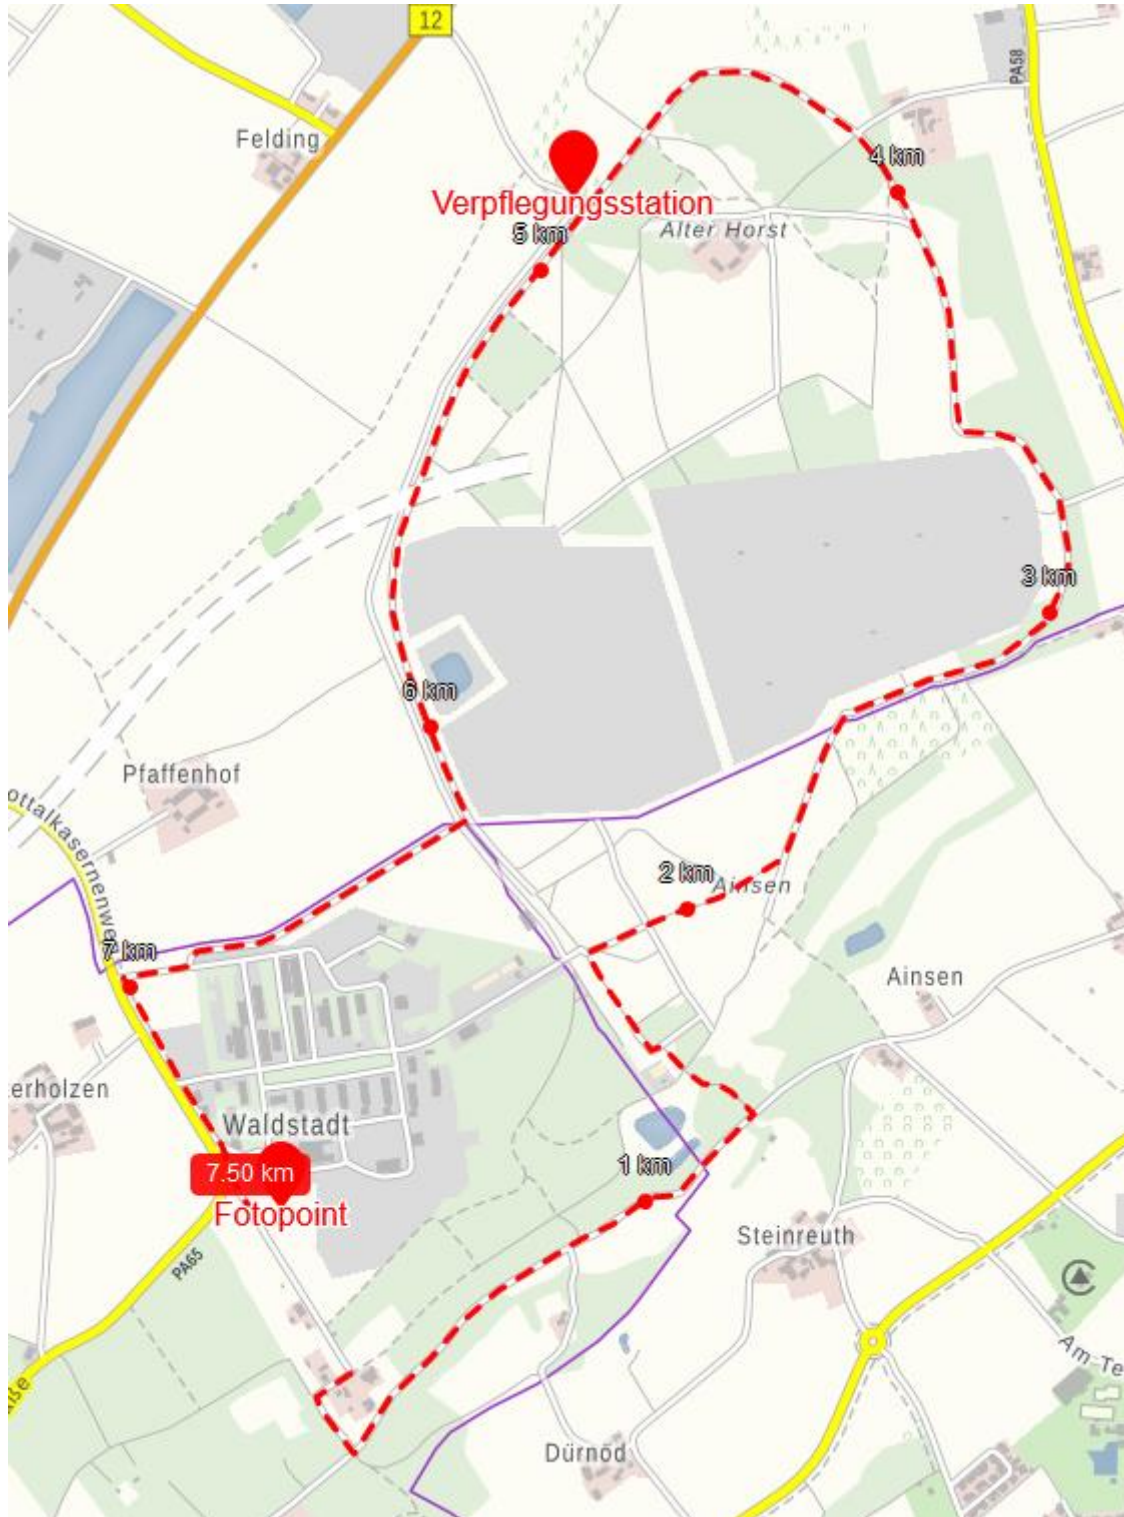 12
PA58
Felding
4 km
Verpflegungsstation
5 km
Alter Horst
3 km
6 km
Pfaffenhof
ottalkasernenwe
2 km
Ainsen
7 km
Ainsen
erholzen
Waldstadt
1 km
7.50 km
Fotopoint
Steinreuth
PA65
Am Te
aße
Dürnöd